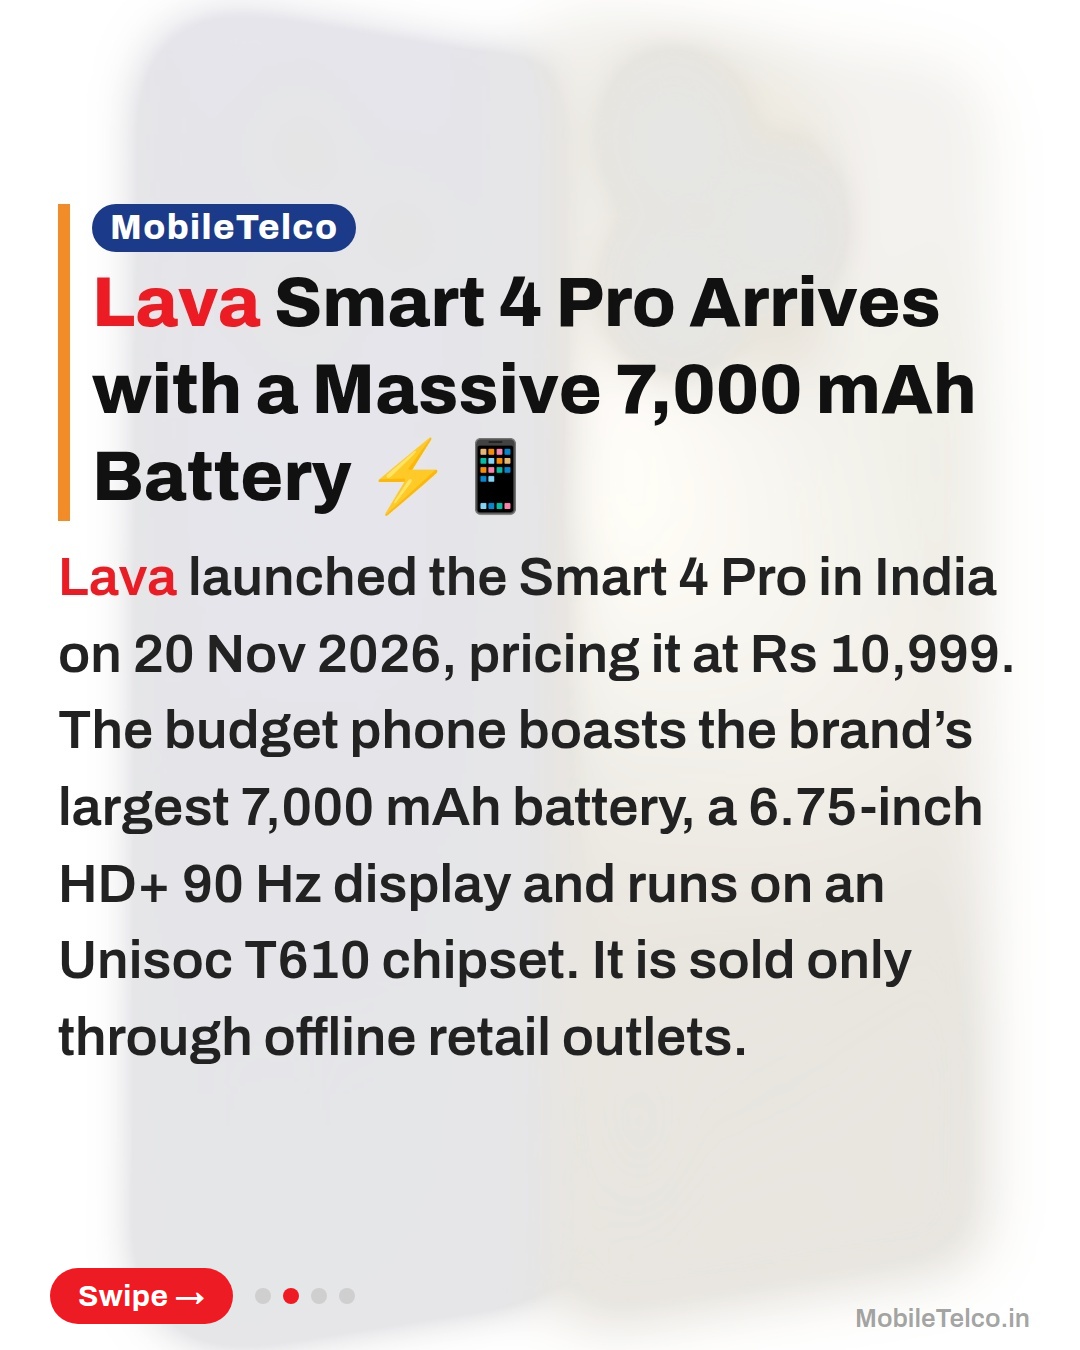 MobileTelco
Lava Smart 4 Pro Arrives
with a Massive 7,000 mAh
Battery ⚡📱
Lava launched the Smart 4 Pro in India
on 20 Nov 2026, pricing it at Rs 10,999.
The budget phone boasts the brand’s
largest 7,000 mAh battery, a 6.75-inch
HD+ 90 Hz display and runs on an
Unisoc T610 chipset. It is sold only
through offline retail outlets.
Swipe →
MobileTelco.in